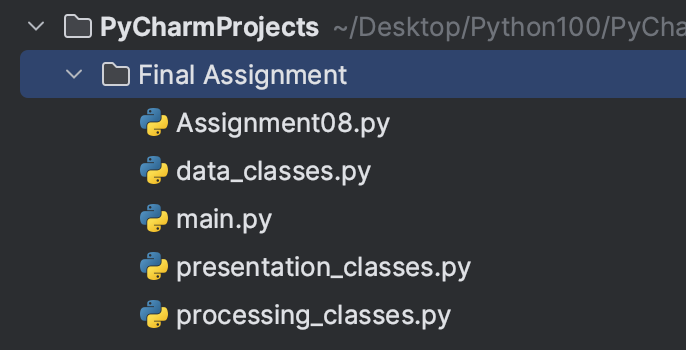 PyCharmProjects ~/Desktop/Python100/PyCha
Final Assignment
Assignment08.py
data_classes.py
main.py
presentation_classes.py
processing_classes.py